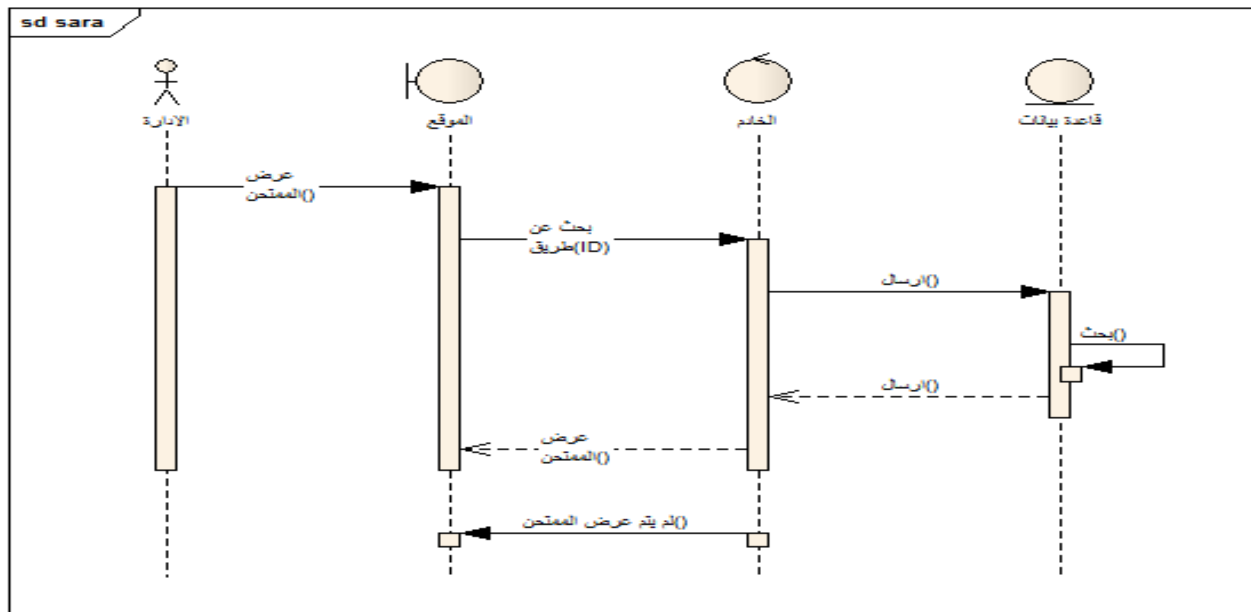 sd sara
الادارة
الموقع
الخادم
قاعدة بيانات
عرض
الممتحن()
بحث عن
طريق(ID)
ارسال()
بحث()
ارسال()
عرض
الممتحن()
لم يتم عرض الممتحن()